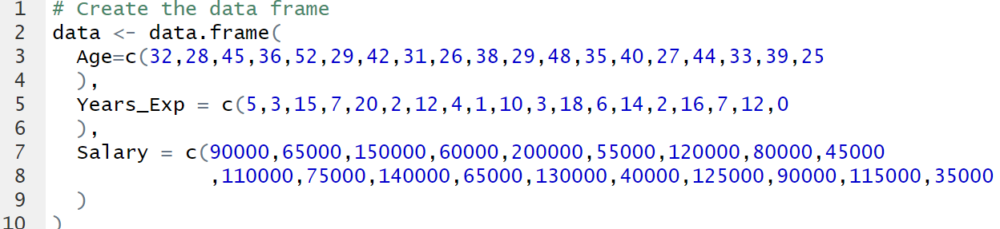 1 # Create the data frame
2 data <- data.frame(
3 Age=c(32,28,45,36,52,29,42,31,26,38,29,48,35,40,27,44,33,39,25
4 ),
5 Years_Exp = c(5,3,15,7,20,2,12,4,1,10,3,18,6,14,2,16,7,12,0
6 ),
7 Salary = c(90000,65000,150000,60000,200000,55000,120000,80000,45000
8 ,110000,75000,140000,65000,130000,40000,125000,90000,115000,35000
9 )
10 )